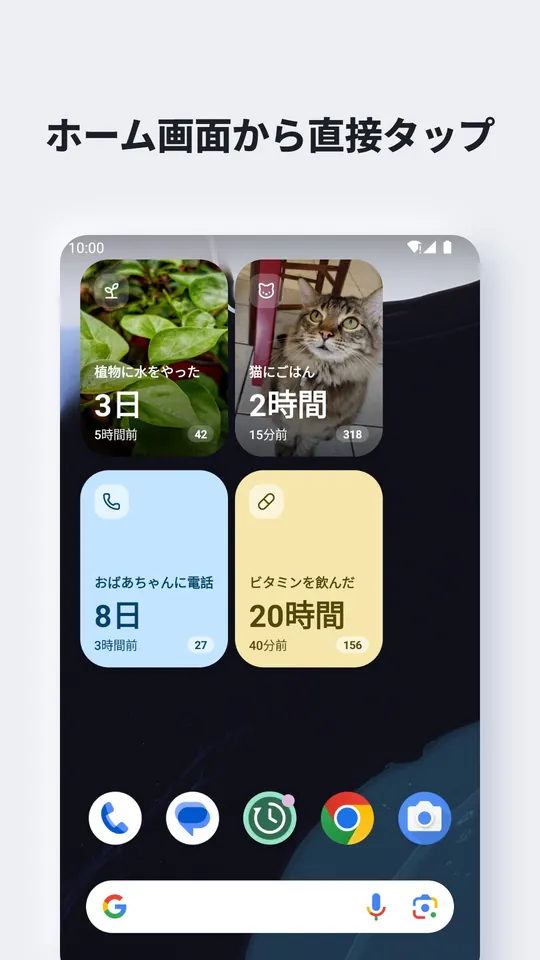 ホーム画面から直接タップ
10:00
植物に水をやった
3日
5時間前
42
猫にごはん
2時間
15分前
318
おばあちゃんに電話
8日
3時間前
27
ビタミンを飲んだ
20時間
40分前
156